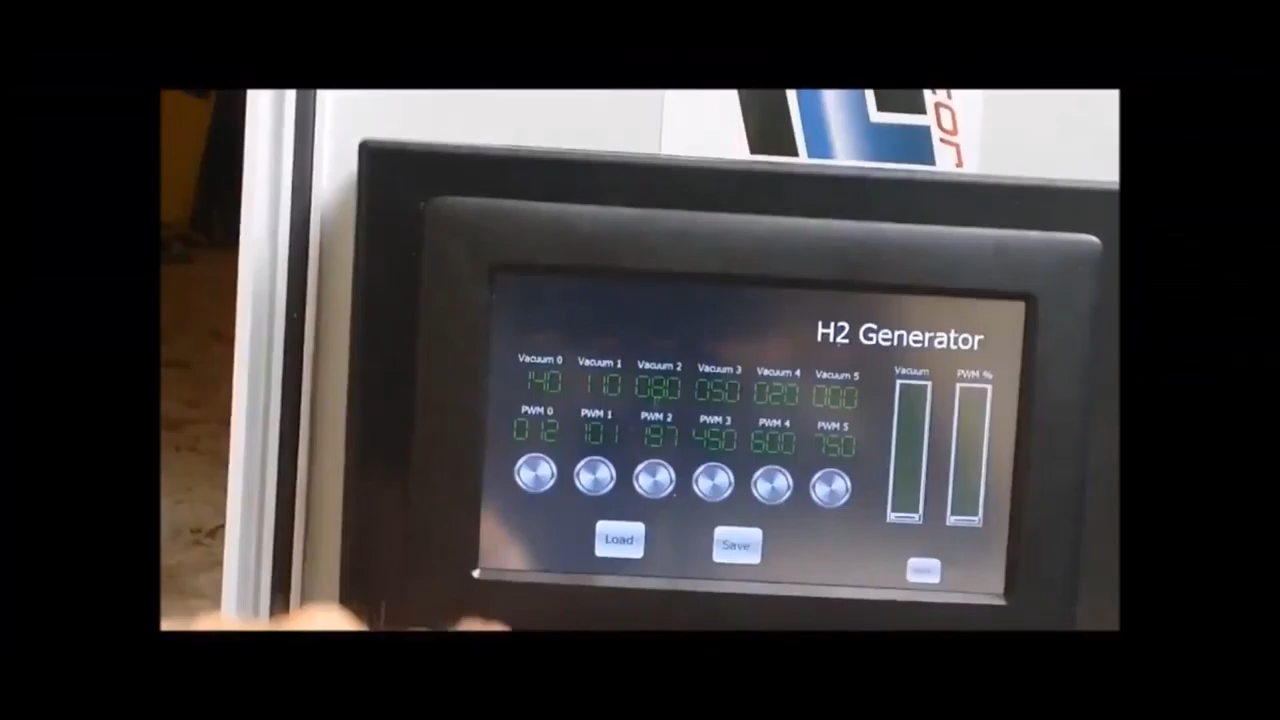 cor
H2 Generator
Vacuum 0 Vacuum 1 Vacuum 2 Vacuum 3 Vacuum 4 Vacuum 5 Vacuum PWM %
140 110 080 050 020 000
PWM 0 PWM 1 PWM 2 PWM 3 PWM 4 PWM 5
012 101 197 450 600 750
Load Save